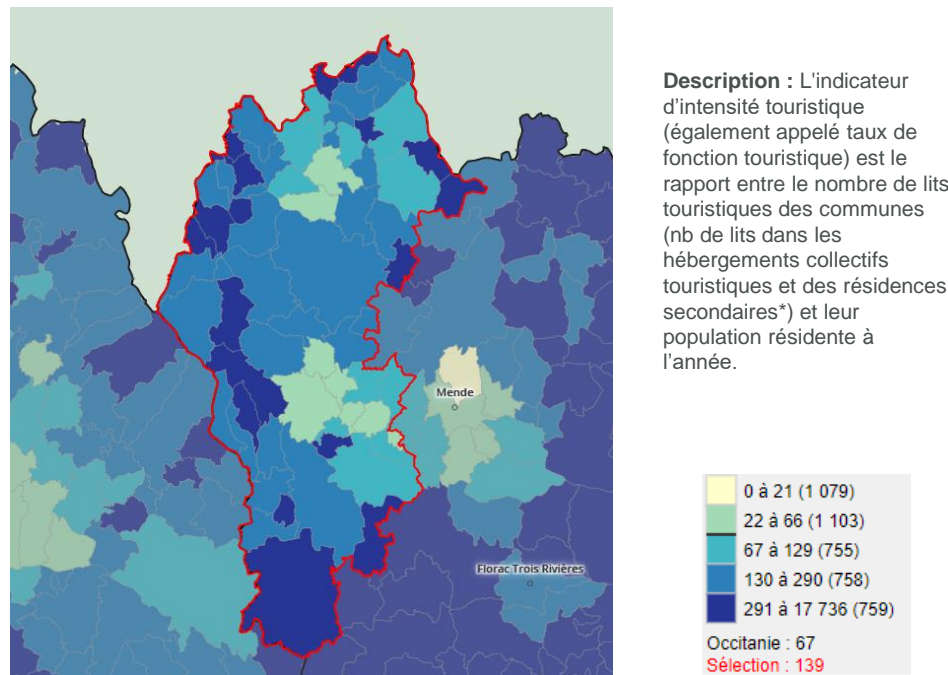 Description : L'indicateur
d'intensité touristique
(également appelé taux de
fonction touristique) est le
rapport entre le nombre de lits
touristiques des communes
(nb de lits dans les
hébergements collectifs
touristiques et des résidences
secondaires*) et leur
population résidente à
l'année.
Mende
Florac Trois Rivières
0 à 21 (1 079)
22 à 66 (1 103)
67 à 129 (755)
130 à 290 (758)
291 à 17 736 (759)
Occitanie : 67
Sélection : 139